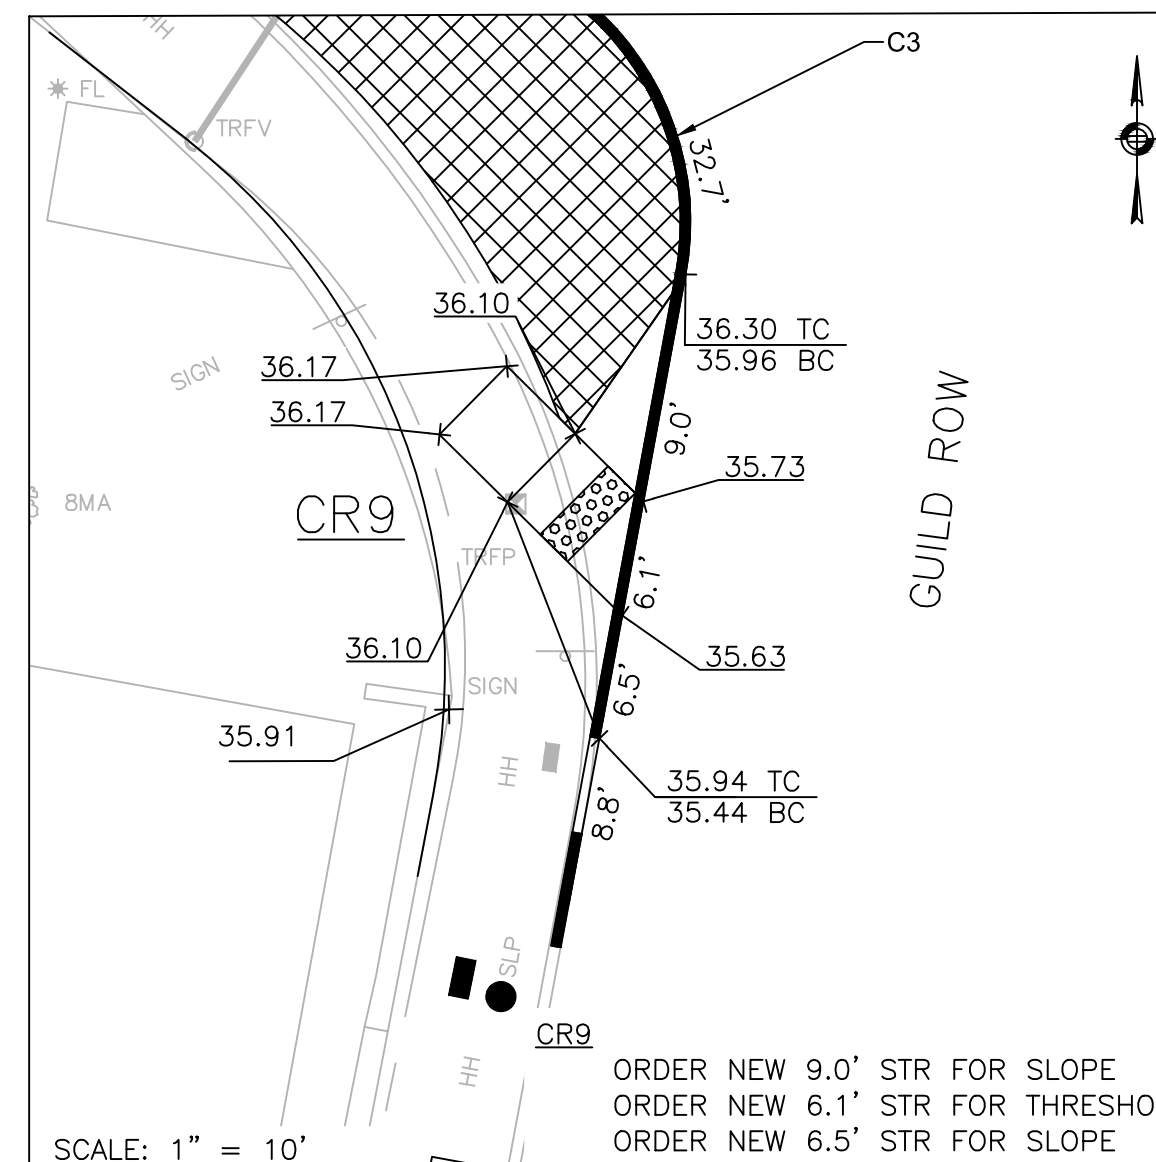 HH
C3
FL
TRFV
32.7'
36.10
36.30 TC
35.96 BC
36.17
SIGN
36.17
9.0'
35.73
GUILD ROW
8MA
CR9
TRFP
6.1'
36.10
35.63
SIGN
6.5'
35.91
HH
35.94 TC
35.44 BC
8.8'
SLP
CR9
HH
ORDER NEW 9.0' STR FOR SLOPE
ORDER NEW 6.1' STR FOR THRESHO
ORDER NEW 6.5' STR FOR SLOPE
SCALE: 1" = 10'